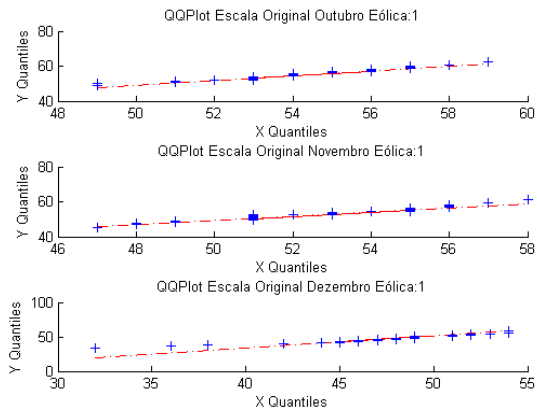 QQPlot Escala Original Outubro Eólica:1
80
60
40
Y Quantiles
48 50 52 54 56 58 60
X Quantiles
QQPlot Escala Original Novembro Eólica:1
80
60
40
Y Quantiles
46 48 50 52 54 56 58
X Quantiles
QQPlot Escala Original Dezembro Eólica:1
100
50
0
Y Quantiles
30 35 40 45 50 55
X Quantiles